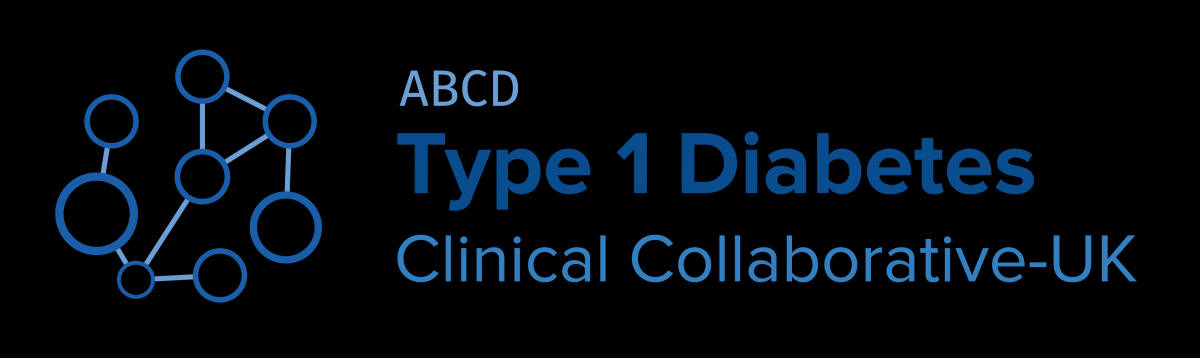 ABCD
Type 1 Diabetes
Clinical Collaborative-UK